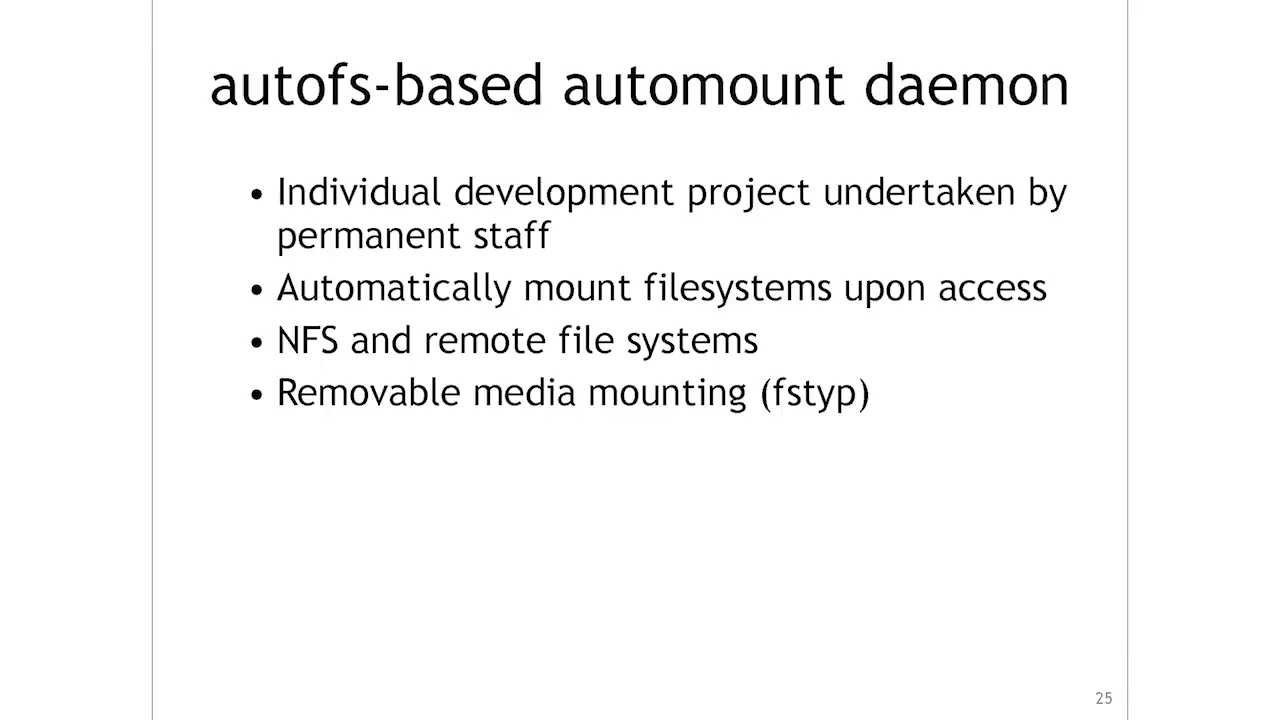 autofs-based automount daemon
• Individual development project undertaken by
permanent staff
• Automatically mount filesystems upon access
• NFS and remote file systems
• Removable media mounting (fstyp)
25